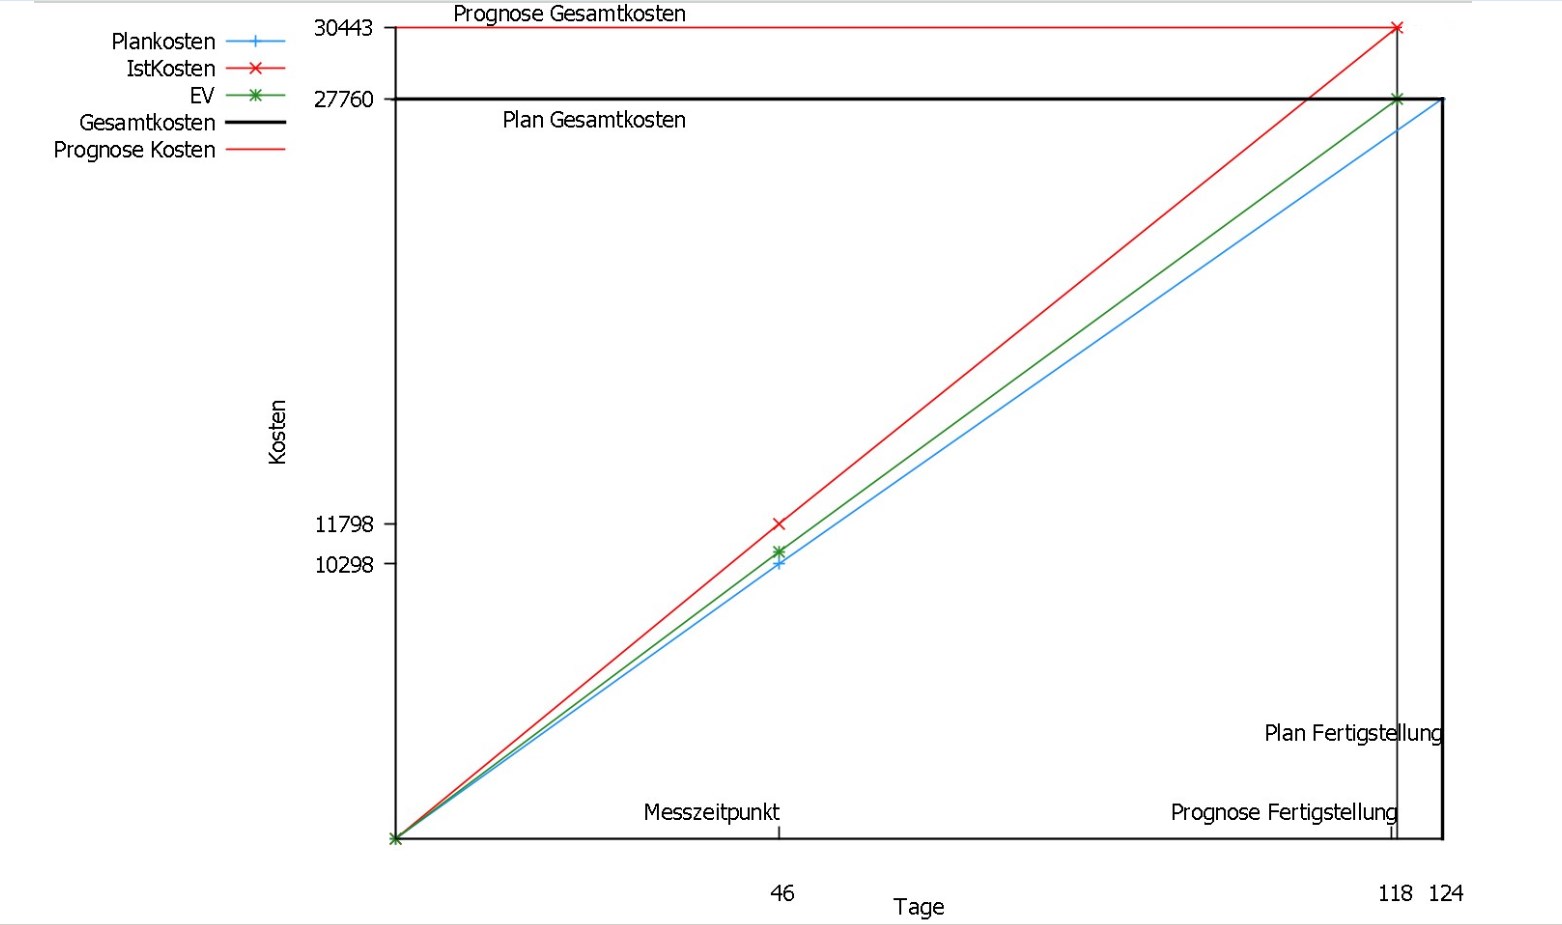 Prognose Gesamtkosten
30443
Plankosten
IstKosten
EV
27760
Gesamtkosten
Plan Gesamtkosten
Prognose Kosten
Kosten
11798
10298
Plan Fertigstellung
Messzeitpunkt
Prognose Fertigstellung
46
118
124
Tage